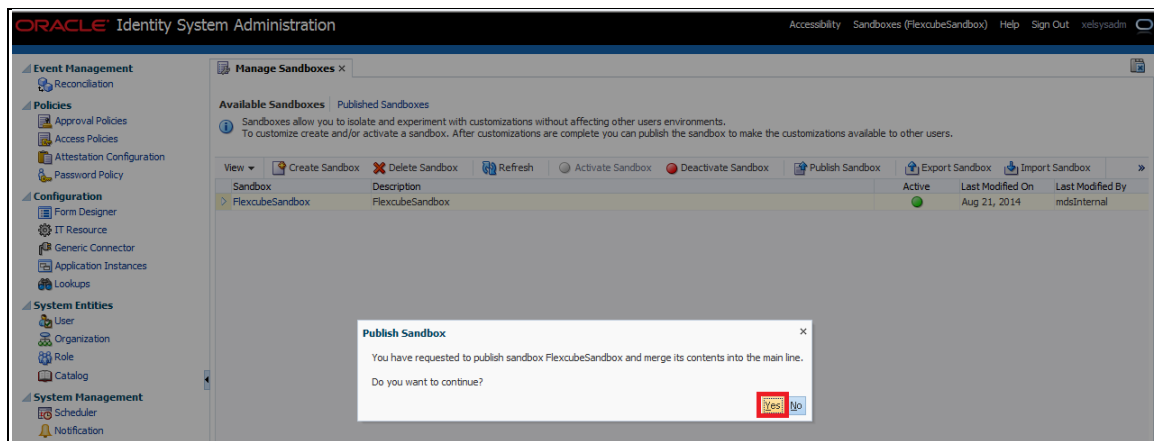 ORACLE Identity System Administration
Accessibility Sandboxes (FlexcubeSandbox) Help Sign Out xelsysadm
Event Management
Reconciliation
Policies
Approval Policies
Access Policies
Attestation Configuration
Password Policy
Configuration
Form Designer
IT Resource
Generic Connector
Application Instances
Lookups
System Entities
User
Organization
Role
Catalog
System Management
Scheduler
Notification
Manage Sandboxes ×
Available Sandboxes Published Sandboxes
Sandboxes allow you to isolate and experiment with customizations without affecting other users environments.
To customize create and/or activate a sandbox. After customizations are complete you can publish the sandbox to make the customizations available to other users.
View Create Sandbox Delete Sandbox Refresh Activate Sandbox Deactivate Sandbox Publish Sandbox Export Sandbox Import Sandbox »
Sandbox Description Active Last Modified On Last Modified By
FlexcubeSandbox FlexcubeSandbox Aug 21, 2014 mdsInternal
Publish Sandbox ×
You have requested to publish sandbox FlexcubeSandbox and merge its contents into the main line.
Do you want to continue?
Yes No